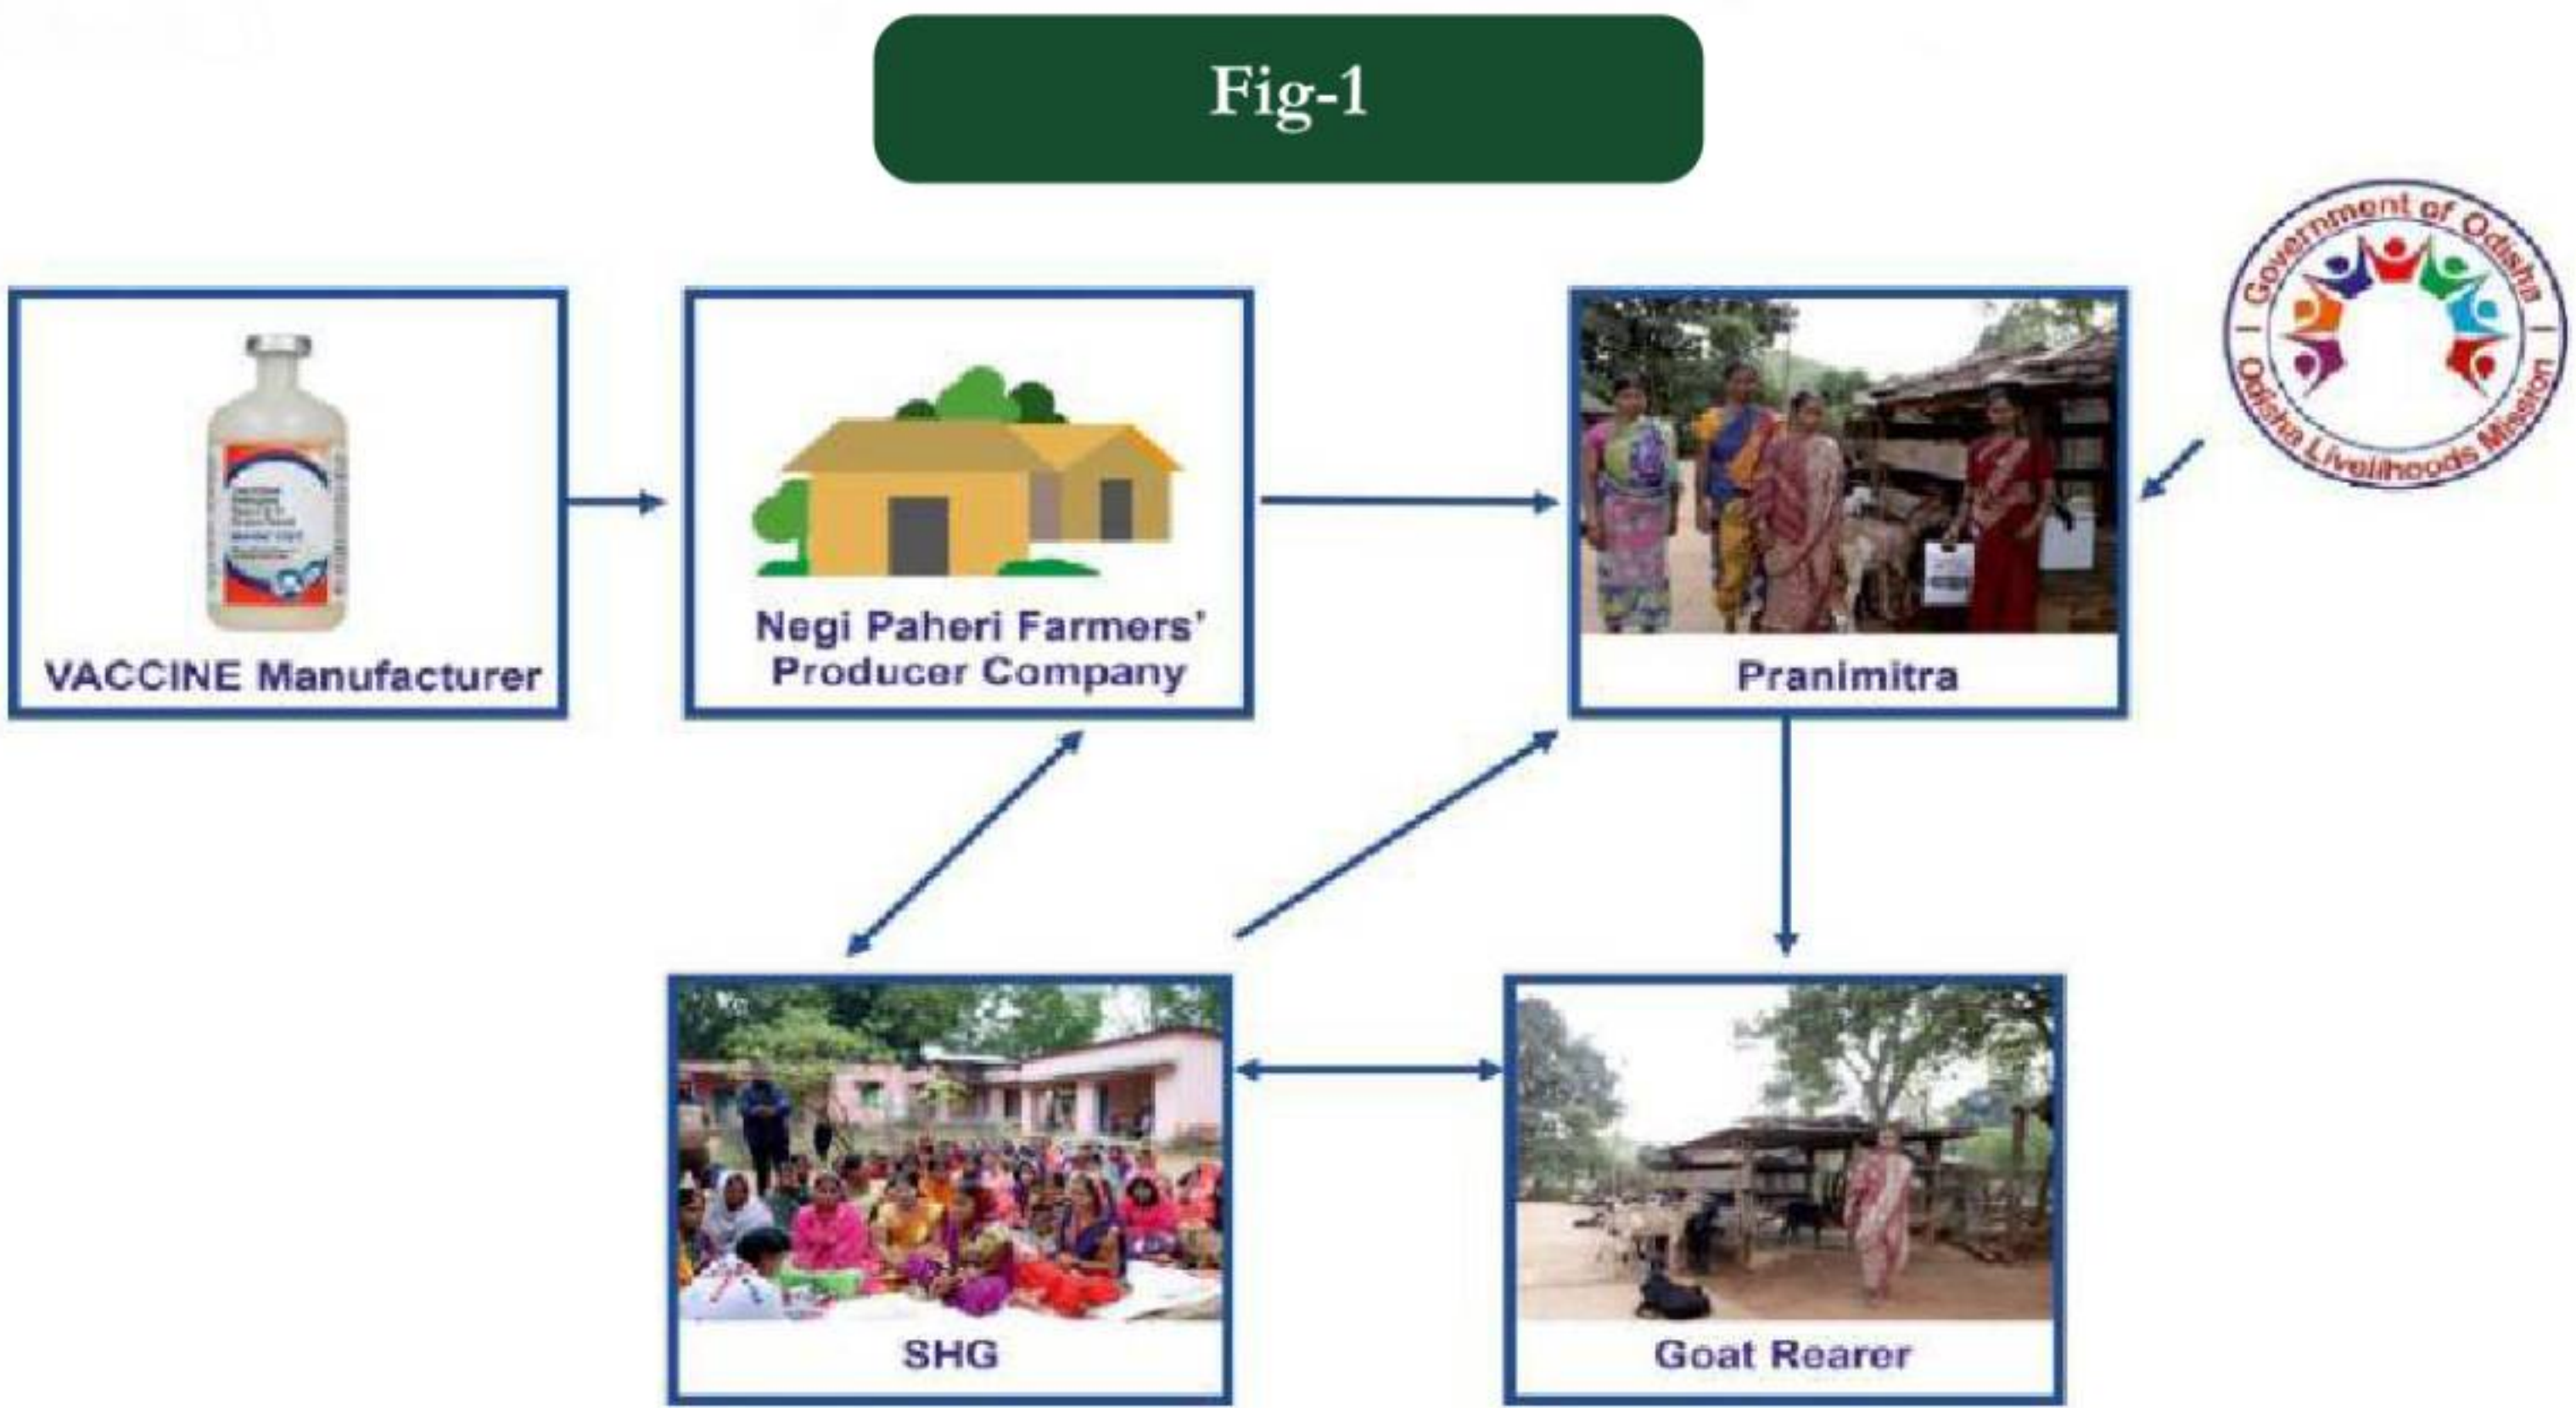 Fig-1
Government of Odisha
Odisha Livelihoods Mission
VACCINE Manufacturer
Negi Paheri Farmers'
Producer Company
Pranimitra
SHG
Goat Rearer